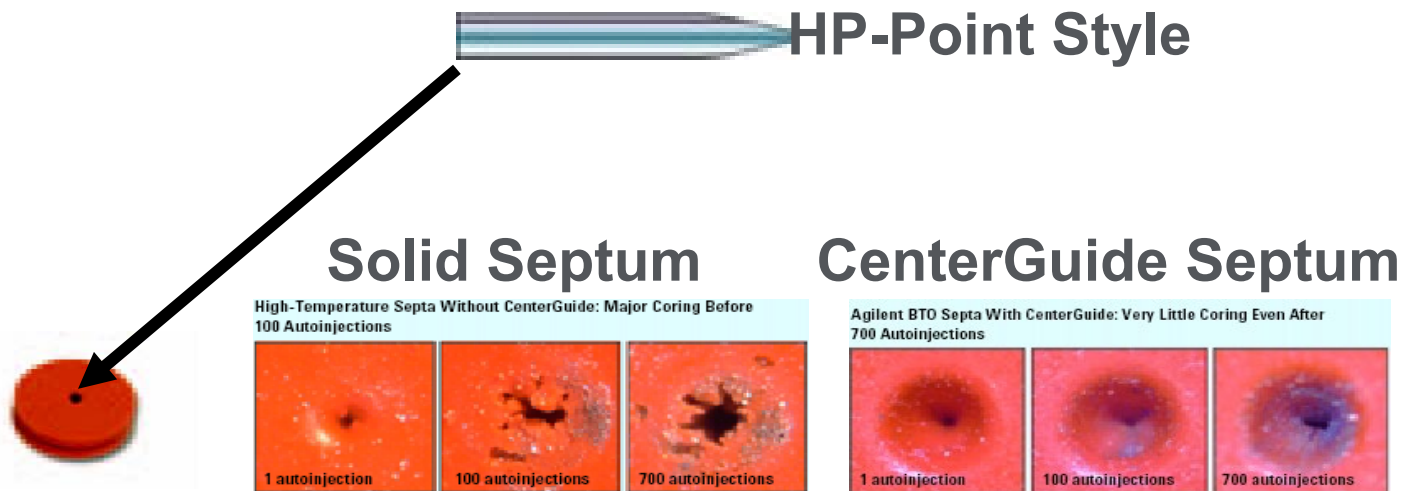 HP-Point Style
Solid Septum
CenterGuide Septum
High-Temperature Septa Without CenterGuide: Major Coring Before
100 Autoinjections
Agilent BTO Septa With CenterGuide: Very Little Coring Even After
700 Autoinjections
1 autoinjection
100 autoinjections
700 autoinjections
1 autoinjection
100 autoinjections
700 autoinjections